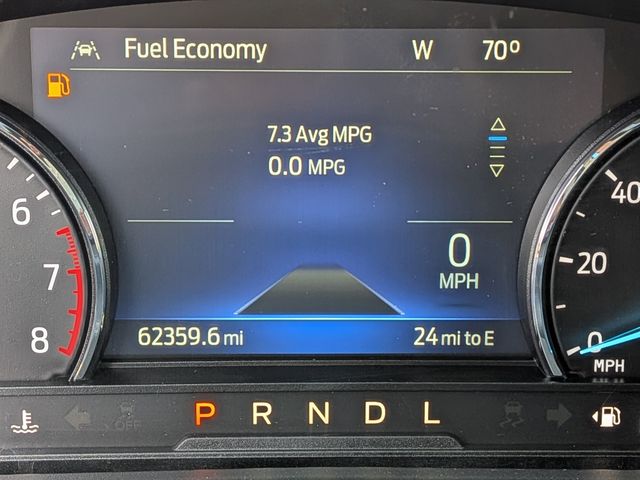 Fuel Economy W 70°
7.3 Avg MPG
0.0 MPG
0
MPH
62359.6 mi 24 mi to E
6
7
8
40
20
0
MPH
P R N D L
OFF